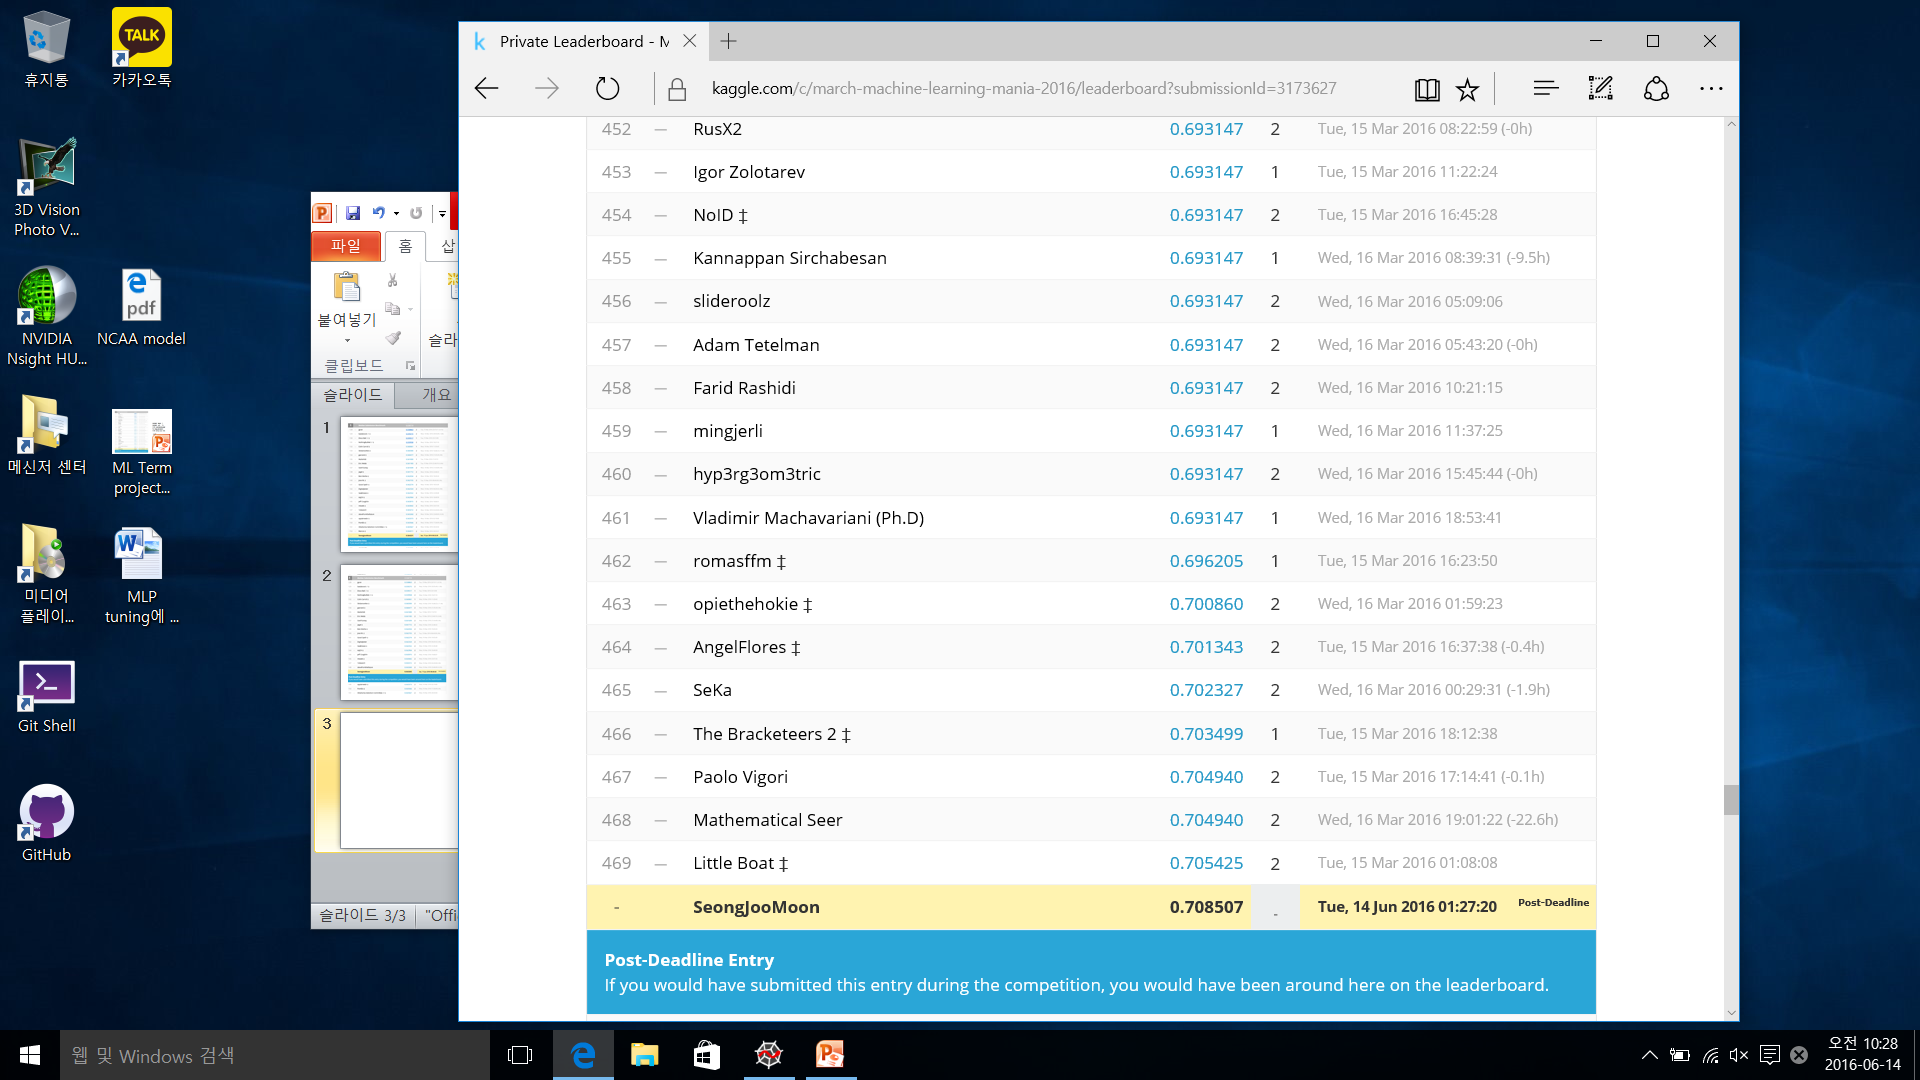 휴지통
TALK
카카오톡
3D Vision
Photo V...
NVIDIA
Nsight HU...
pdf
NCAA model
메신저 센터
ML Term
project...
미디어
플레이...
MLP
tuning에 ...
Git Shell
GitHub
파일
홈
삽
붙여넣기
슬라
클립보드
슬라이드
개요
1
2
3
슬라이드 3/3
"Offi
Private Leaderboard - M
kaggle.com/c/march-machine-learning-mania-2016/leaderboard?submissionId=3173627
452 — RusX2 0.693147 2 Tue, 15 Mar 2016 08:22:59 (-0h)
453 — Igor Zolotarev 0.693147 1 Tue, 15 Mar 2016 11:22:24
454 — NoID ‡ 0.693147 2 Tue, 15 Mar 2016 16:45:28
455 — Kannappan Sirchabesan 0.693147 1 Wed, 16 Mar 2016 08:39:31 (-9.5h)
456 — slideroolz 0.693147 2 Wed, 16 Mar 2016 05:09:06
457 — Adam Tetelman 0.693147 2 Wed, 16 Mar 2016 05:43:20 (-0h)
458 — Farid Rashidi 0.693147 2 Wed, 16 Mar 2016 10:21:15
459 — mingjerli 0.693147 1 Wed, 16 Mar 2016 11:37:25
460 — hyp3rg3om3tric 0.693147 2 Wed, 16 Mar 2016 15:45:44 (-0h)
461 — Vladimir Machavariani (Ph.D) 0.693147 1 Wed, 16 Mar 2016 18:53:41
462 — romasffm ‡ 0.696205 1 Tue, 15 Mar 2016 16:23:50
463 — opiethehokie ‡ 0.700860 2 Wed, 16 Mar 2016 01:59:23
464 — AngelFlores ‡ 0.701343 2 Tue, 15 Mar 2016 16:37:38 (-0.4h)
465 — SeKa 0.702327 2 Wed, 16 Mar 2016 00:29:31 (-1.9h)
466 — The Bracketeers 2 ‡ 0.703499 1 Tue, 15 Mar 2016 18:12:38
467 — Paolo Vigori 0.704940 2 Tue, 15 Mar 2016 17:14:41 (-0.1h)
468 — Mathematical Seer 0.704940 2 Wed, 16 Mar 2016 19:01:22 (-22.6h)
469 — Little Boat ‡ 0.705425 2 Tue, 15 Mar 2016 01:08:08
- SeongJooMoon 0.708507 - Tue, 14 Jun 2016 01:27:20 Post-Deadline
Post-Deadline Entry
If you would have submitted this entry during the competition, you would have been around here on the leaderboard.
웹 및 Windows 검색
오전 10:28
2016-06-14